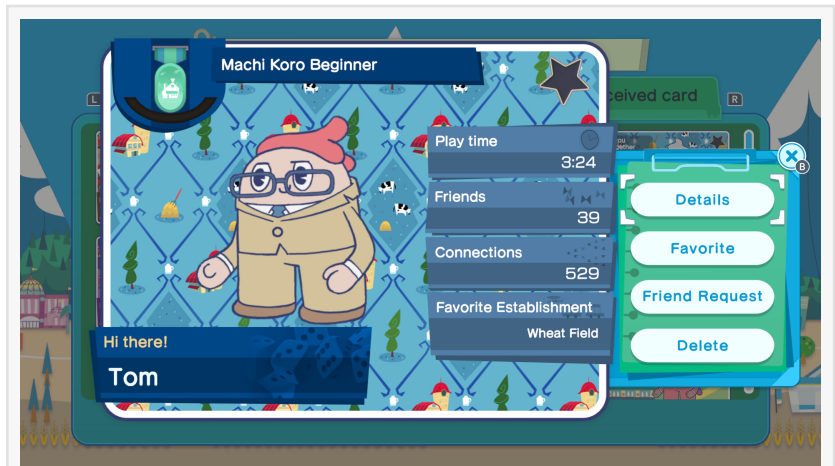 Machi Koro Beginner
L
ceived card
R
Play time
3:24
Friends
39
Connections
529
Favorite Establishment
Wheat Field
Hi there!
Tom
B
Details
Favorite
Friend Request
Delete